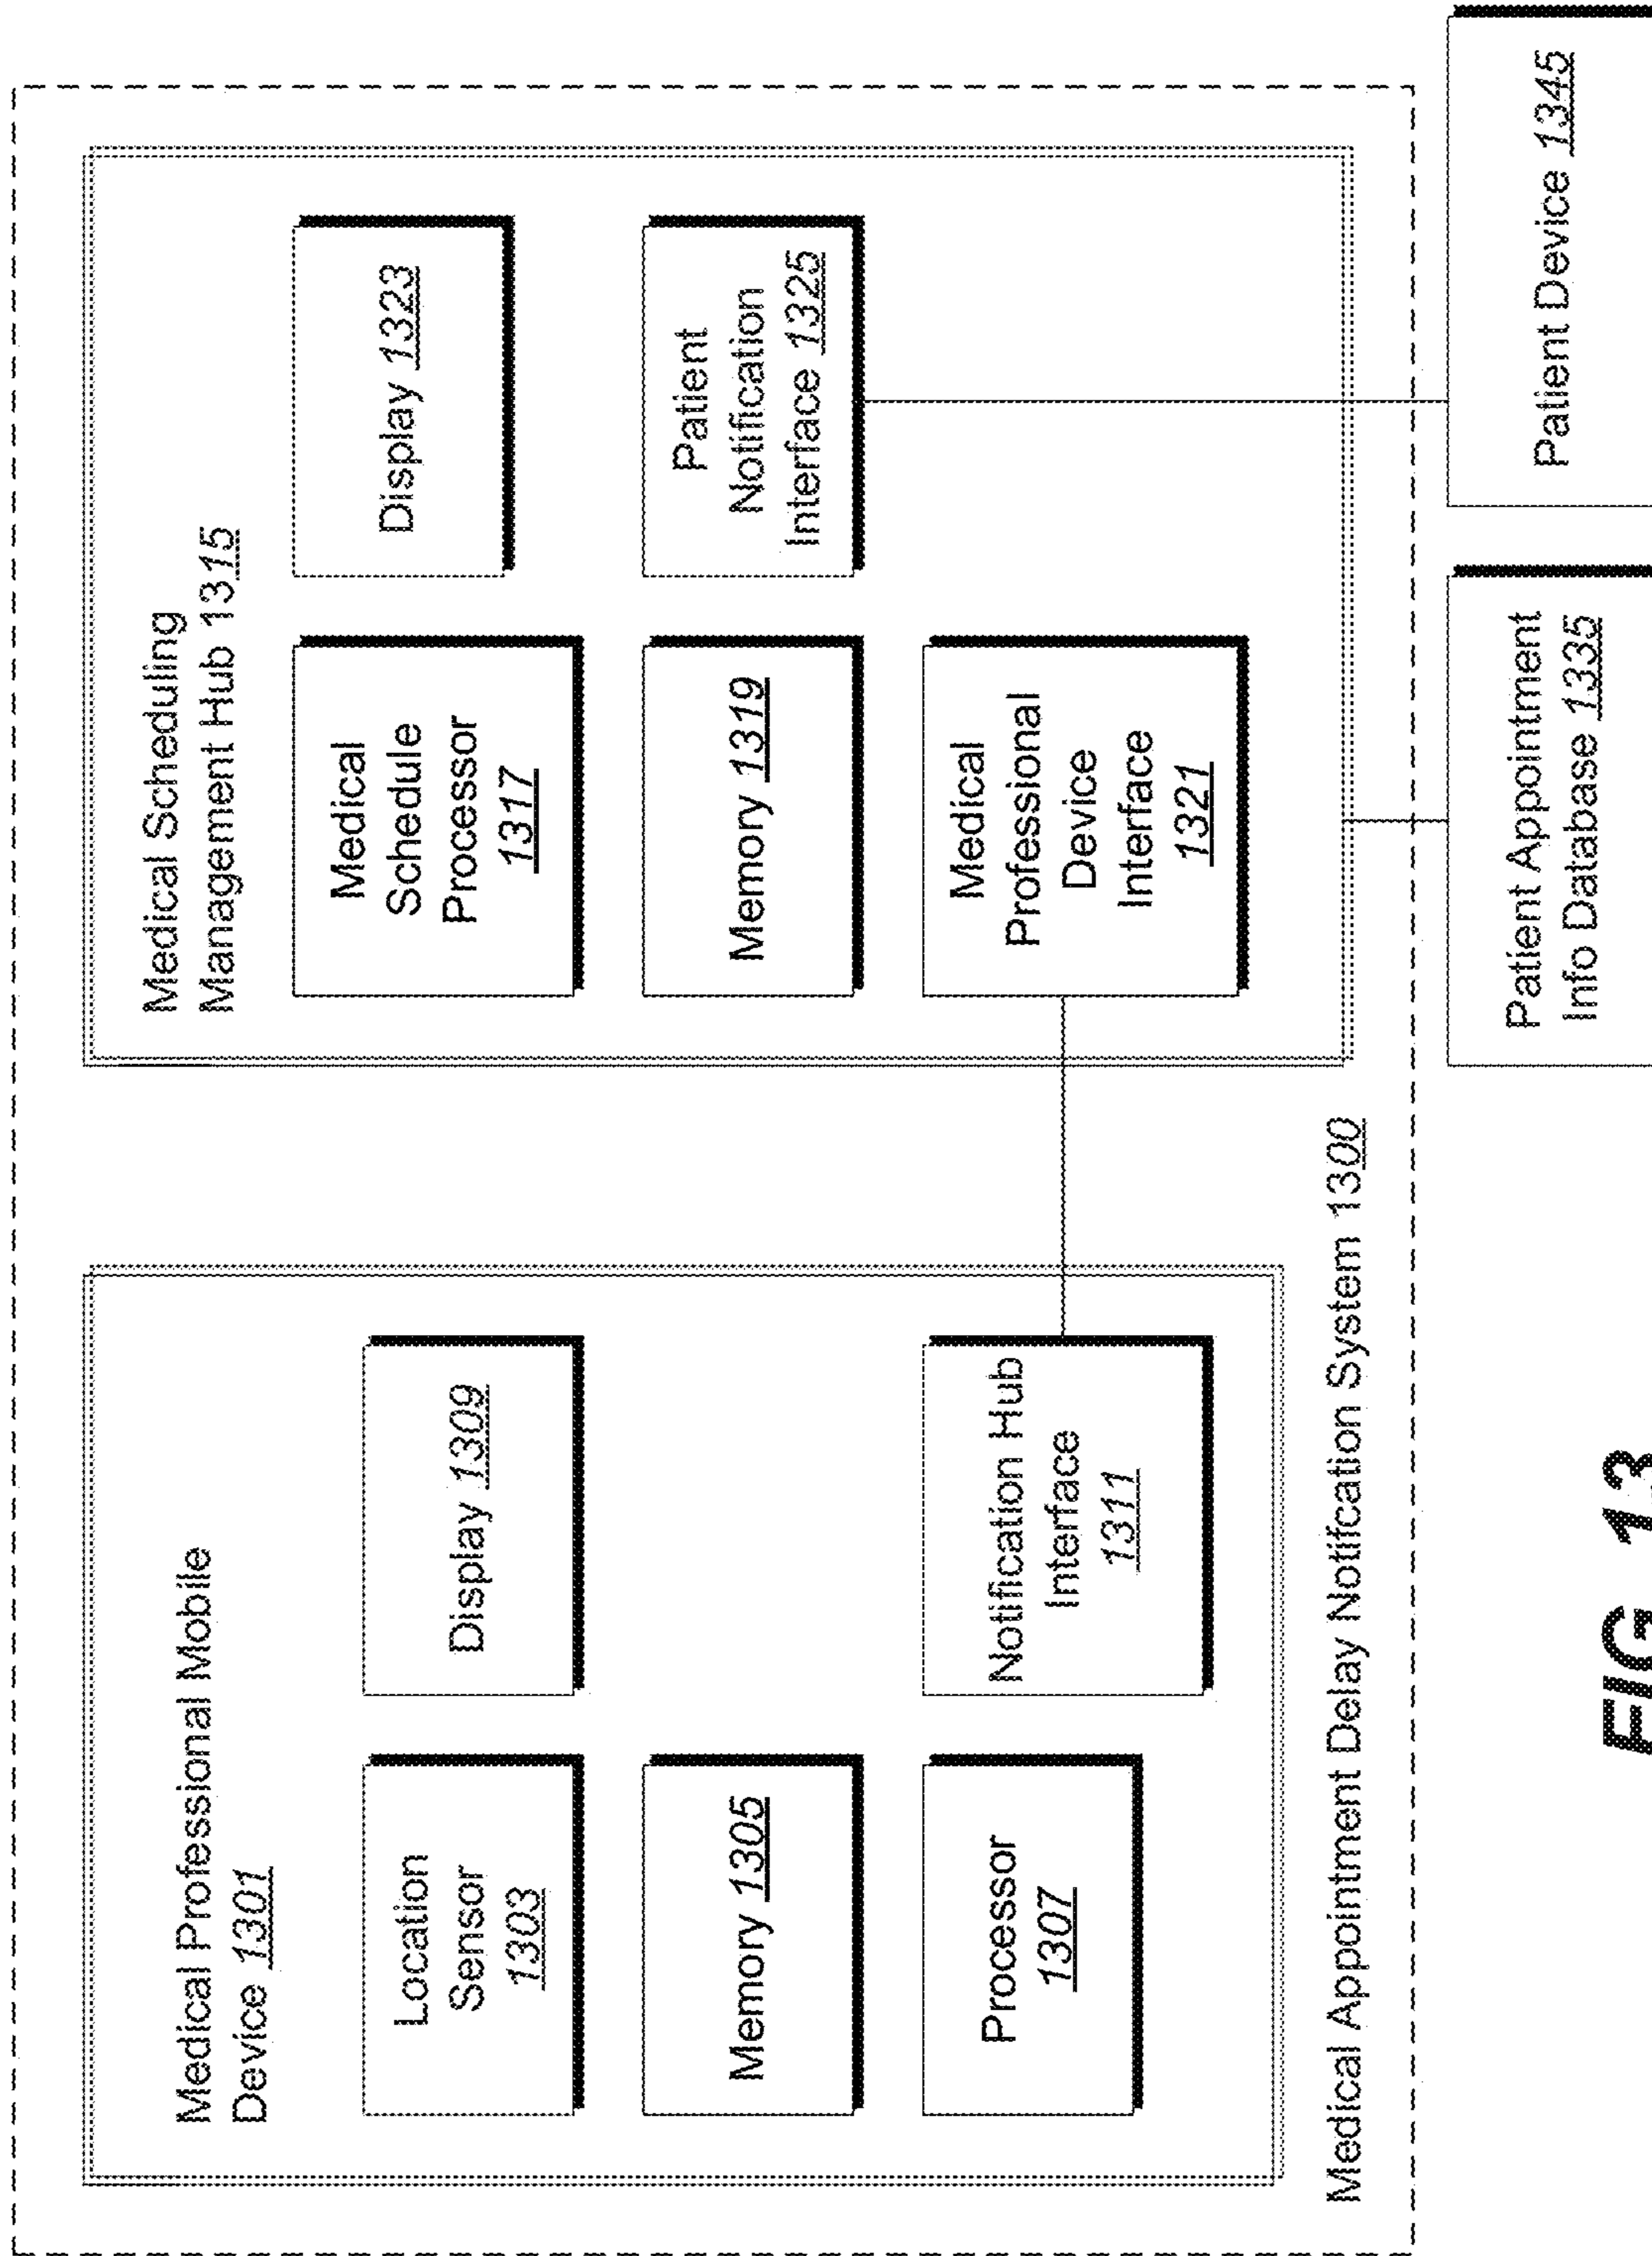 Medical Professional Mobile
Device 1301
Location
Sensor
1303
Display 1309
Memory 1305
Processor
1307
Notification Hub
Interface
1311
Medical Scheduling
Management Hub 1315
Medical
Schedule
Processor
1317
Display 1323
Memory 1319
Patient
Notification
Interface 1325
Medical
Professional
Device
Interface
1321
Medical Appointment Delay Notifcation System 1300
Patient Appointment
Info Database 1335
Patient Device 1345
FIG 13